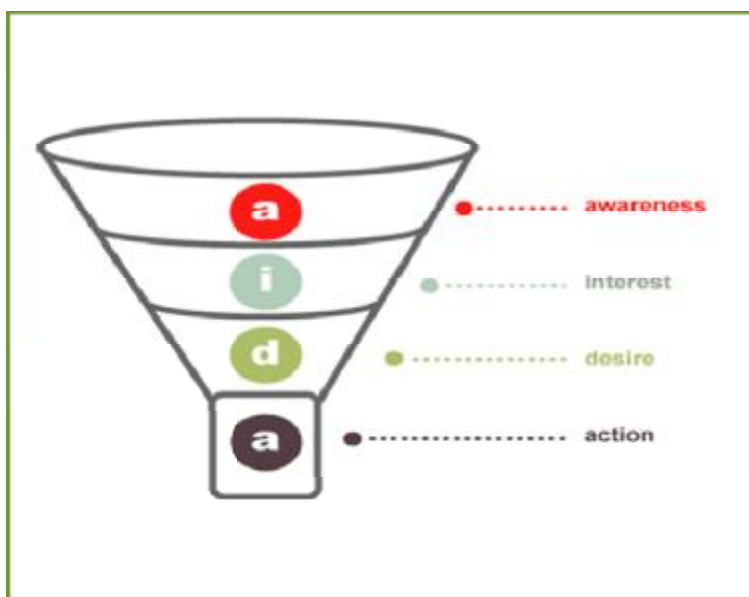 a awareness
i interest
d desire
a action